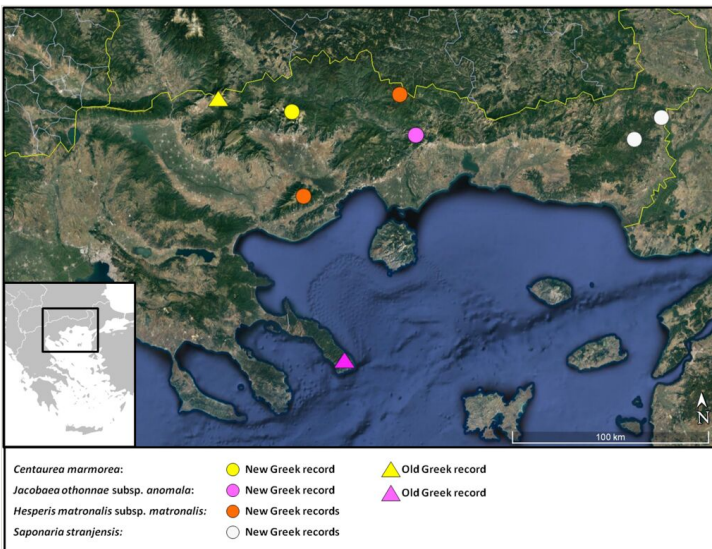 N
100 km
Centaurea marmorea: New Greek record Old Greek record
Jacobaea othonnae subsp. anomala: New Greek record Old Greek record
Hesperis matronalis subsp. matronalis: New Greek records
Saponaria stranjensis: New Greek records